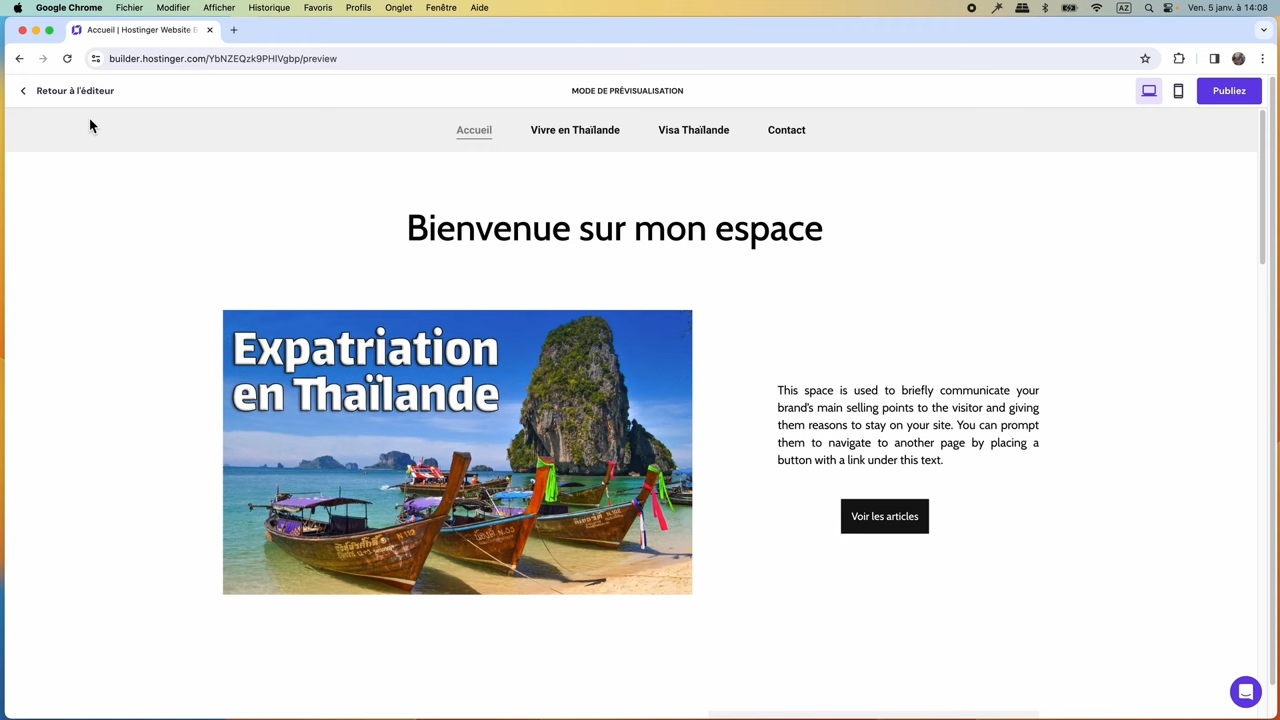 Google Chrome Fichier Modifier Afficher Historique Favoris Profils Onglet Fenêtre Aide AZ Ven. 5 janv. à 14:08
Accueil | Hostinger Website B
builder.hostinger.com/YbNZEQzk9PHlVgbp/preview
Retour à l'éditeur MODE DE PRÉVISUALISATION Publiez
Accueil Vivre en Thaïlande Visa Thaïlande Contact
Bienvenue sur mon espace
Expatriation
en Thaïlande
This space is used to briefly communicate your
brand's main selling points to the visitor and giving
them reasons to stay on your site. You can prompt
them to navigate to another page by placing a
button with a link under this text.
Voir les articles